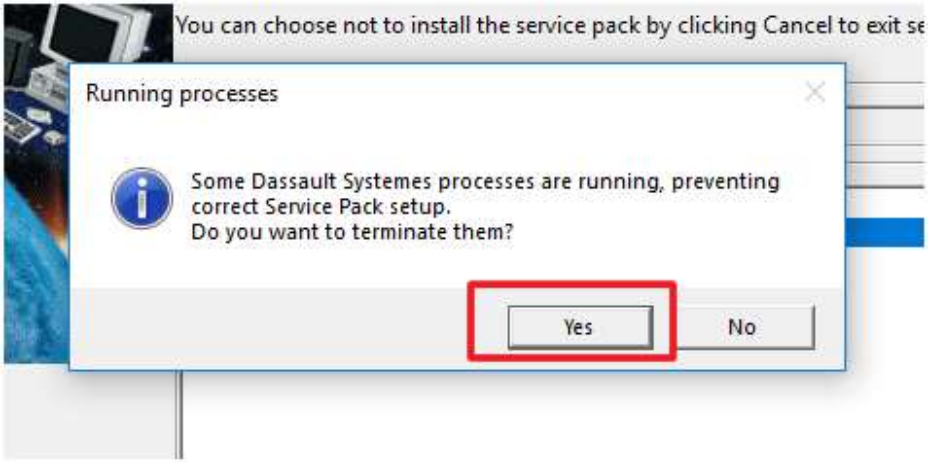 You can choose not to install the service pack by clicking Cancel to exit se
Running processes
Some Dassault Systemes processes are running, preventing
correct Service Pack setup.
Do you want to terminate them?
Yes
No